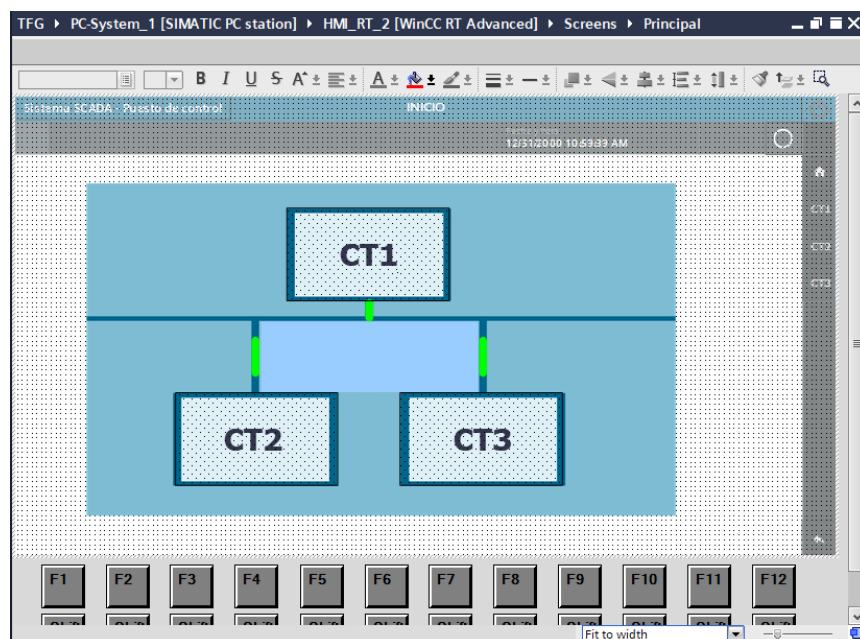 TFG ▸ PC-System_1 [SIMATIC PC station] ▸ HMI_RT_2 [WinCC RT Advanced] ▸ Screens ▸ Principal
B I U S A A
Sistema SCADA - Puesto de control INICIO
12/31/2000 10:59:39 AM
CT1
CT1
CT2
CT3
CT2 CT3
F1 F2 F3 F4 F5 F6 F7 F8 F9 F10 F11 F12
Fit to width